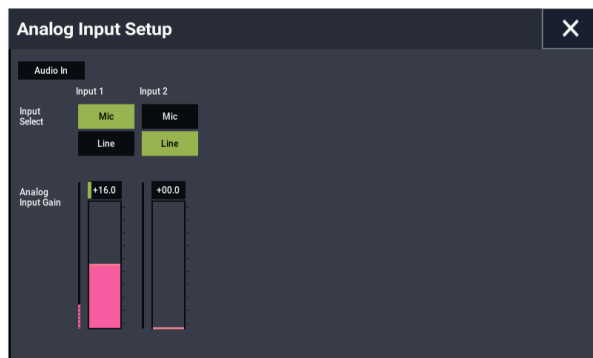 Analog Input Setup
Audio In
Input 1 Input 2
Input
Select
Mic Mic
Line Line
Analog
Input Gain
+16.0 +00.0